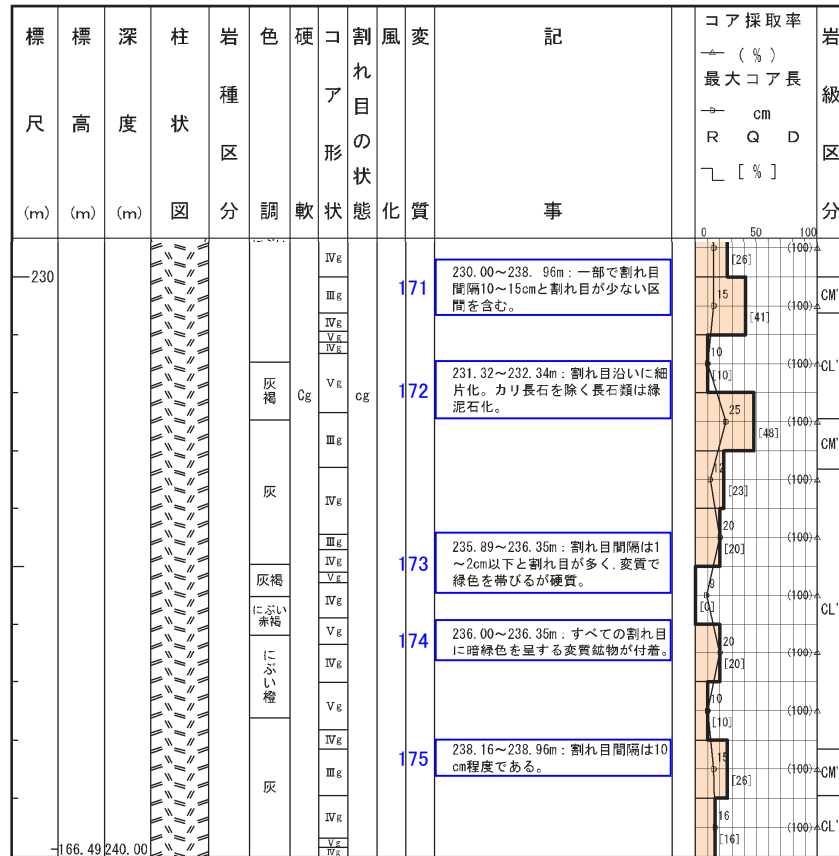 標尺(m)
標高(m)
深度(m)
柱状図
岩種区分
色調
硬軟
コア形状
割れ目の状態
風化
変質
記事
コア採取率
(%)
最大コア長
cm
R Q D
[%]
岩級区分
0 50 100
230
-166.49
240.00
灰褐
灰
灰褐
にぶい赤褐
にぶい橙
灰
Cg
Ⅳg
Ⅲg
Ⅳg
Ⅴg
Ⅳg
Ⅴg
Ⅲg
Ⅳg
Ⅲg
Ⅳg
Ⅴg
Ⅳg
Ⅴg
Ⅳg
Ⅴg
Ⅳg
Ⅲg
Ⅳg
Ⅴg
Ⅳg
cg
171
230.00～238. 96m：一部で割れ目
間隔10～15cmと割れ目が少ない区
間を含む。
172
231.32～232.34m：割れ目沿いに細
片化。カリ長石を除く長石類は緑
泥石化。
173
235.89～236.35m：割れ目間隔は1
～2cm以下と割れ目が多く、変質で
緑色を帯びるが硬質。
174
236.00～236.35m：すべての割れ目
に暗緑色を呈する変質鉱物が付着。
175
238.16～238.96m：割れ目間隔は10
cm程度である。
(100)
[26]
15
(100)
[41]
10
(100)
[10]
25
(100)
[48]
12
(100)
[23]
20
(100)
[20]
(100)
[0]
20
(100)
[20]
10
(100)
[10]
15
(100)
[26]
16
(100)
[16]
CM'
CL'
CM'
CL'
CM'
CL'